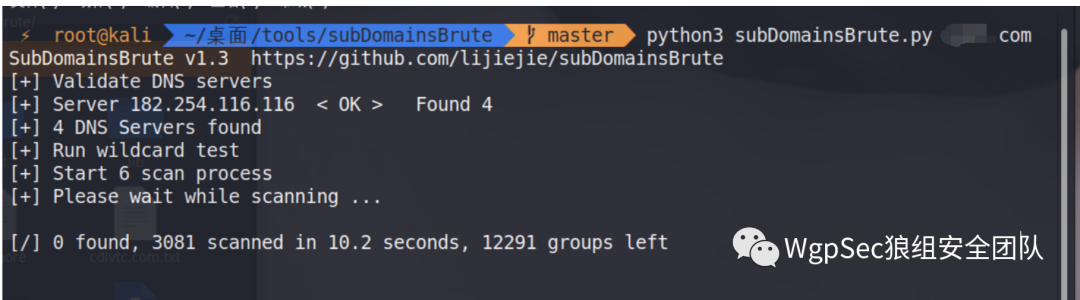 ⚡ root@kali ~/桌面/tools/subDomainsBrute master python3 subDomainsBrute.py com
SubDomainsBrute v1.3 https://github.com/lijiejie/subDomainsBrute
[+] Validate DNS servers
[+] Server 182.254.116.116 < OK > Found 4
[+] 4 DNS Servers found
[+] Run wildcard test
[+] Start 6 scan process
[+] Please wait while scanning ...
[/] 0 found, 3081 scanned in 10.2 seconds, 12291 groups left
cdivtc.com.txt
WgpSec狼组安全团队